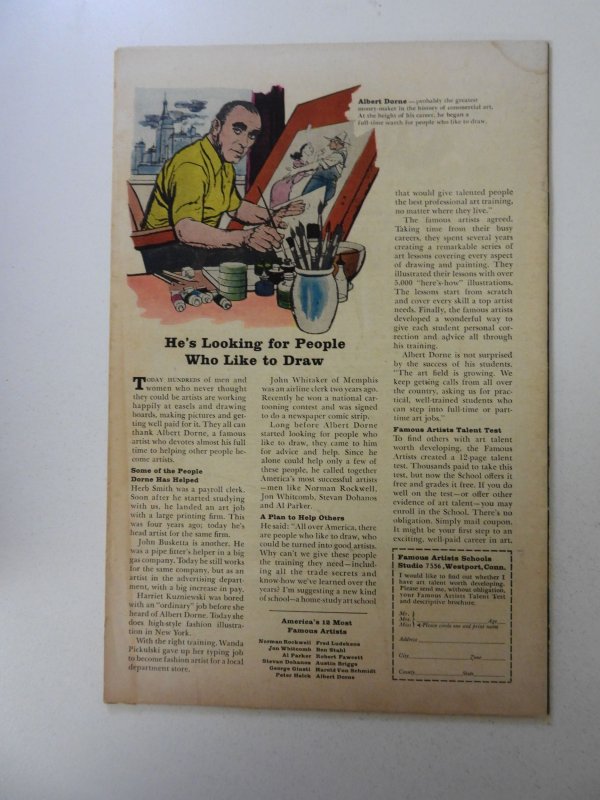 Albert Dorne — probably the greatest
money-maker in the history of commercial art.
At the height of his career, he began a
full-time search for people who like to draw.
He's Looking for People
Who Like to Draw
TODAY HUNDREDS of men and
women who never thought
they could be artists are working
happily at easels and drawing
boards, making pictures and get-
ting well paid for it. They all can
thank Albert Dorne, a famous
artist who devotes almost his full
time to helping other people be-
come artists.
Some of the People
Dorne Has Helped
Herb Smith was a payroll clerk.
Soon after he started studying
with us, he landed an art job
with a large printing firm. This
was four years ago; today he's
head artist for the same firm.
John Busketta is another. He
was a pipe fitter's helper in a big
gas company. Today he still works
for the same company, but as an
artist in the advertising depart-
ment, with a big increase in pay.
Harriet Kuzniewski was bored
with an "ordinary" job before she
heard of Albert Dorne. Today she
does high-style fashion illustra-
tion in New York.
With the right training, Wanda
Pickulski gave up her typing job
to become fashion artist for a local
department store.
John Whitaker of Memphis
was an airline clerk two years ago.
Recently he won a national car-
tooning contest and was signed
to do a newspaper comic strip.
Long before Albert Dorne
started looking for people who
like to draw, they came to him
for advice and help. Since he
alone could help only a few of
these people, he called together
America's most successful artists
—men like Norman Rockwell,
Jon Whitcomb, Stevan Dohanos
and Al Parker.
A Plan to Help Others
He said: "All over America, there
are people who like to draw, who
could be turned into good artists.
Why can't we give these people
the training they need—includ-
ing all the trade secrets and
know-how we've learned over the
years? I'm suggesting a new kind
of school—a home-study art school
that would give talented people
the best professional art training,
no matter where they live."
The famous artists agreed.
Taking time from their busy
careers, they spent several years
creating a remarkable series of
art lessons covering every aspect
of drawing and painting. They
illustrated their lessons with over
5,000 "here's-how" illustrations.
The lessons start from scratch
and cover every skill a top artist
needs. Finally, the famous artists
developed a wonderful way to
give each student personal cor-
rection and advice all through
his training.
Albert Dorne is not surprised
by the success of his students.
"The art field is growing. We
keep getting calls from all over
the country, asking us for prac-
tical, well-trained students who
can step into full-time or part-
time art jobs."
Famous Artists Talent Test
To find others with art talent
worth developing, the Famous
Artists created a 12-page talent
test. Thousands paid to take this
test, but now the School offers it
free and grades it free. If you do
well on the test—or offer other
evidence of art talent—you may
enroll in the School. There's no
obligation. Simply mail coupon.
It might be your first step to an
exciting, well-paid career in art.
America's 12 Most
Famous Artists
Norman Rockwell Fred Ludekens
Jon Whitcomb Ben Stahl
Al Parker Robert Fawcett
Stevan Dohanos Austin Briggs
George Giusti Harold Von Schmidt
Peter Helck Albert Dorne
Famous Artists Schools
Studio 7556, Westport, Conn.
I would like to find out whether I
have art talent worth developing.
Please send me, without obligation,
your Famous Artists Talent Test
and descriptive brochure.
Mr.
Mrs. Age
Miss (Please circle one and print name)
Address
City Zone
County State